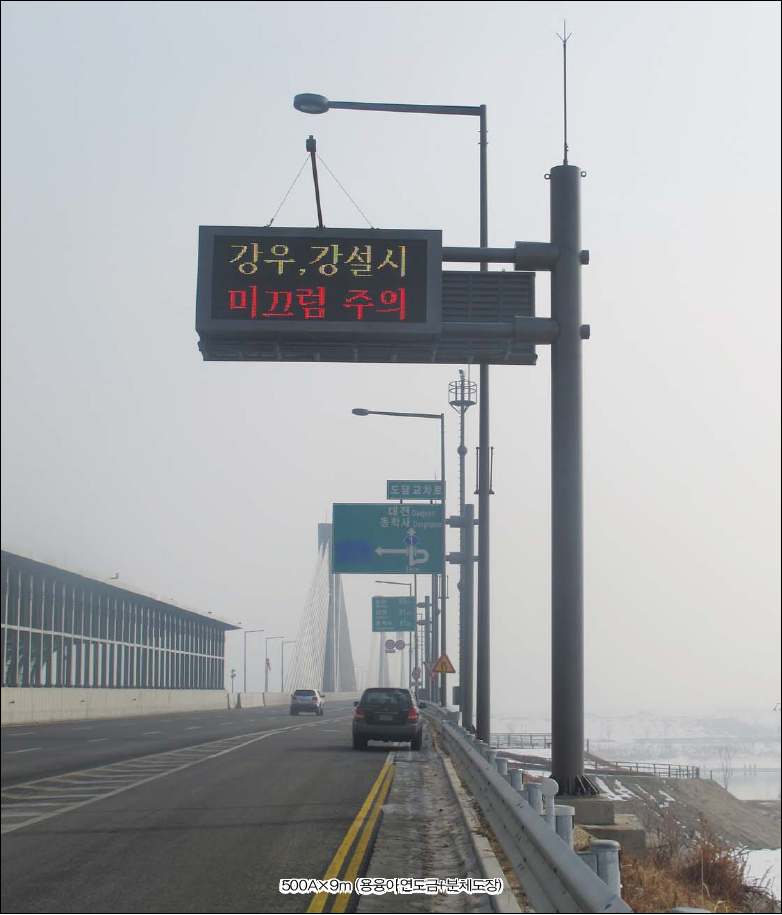 강우,강설시
미끄럼 주의
도담교차로
대전 Daejeon
동학사
500A×9m (용융아연도금+분체도장)